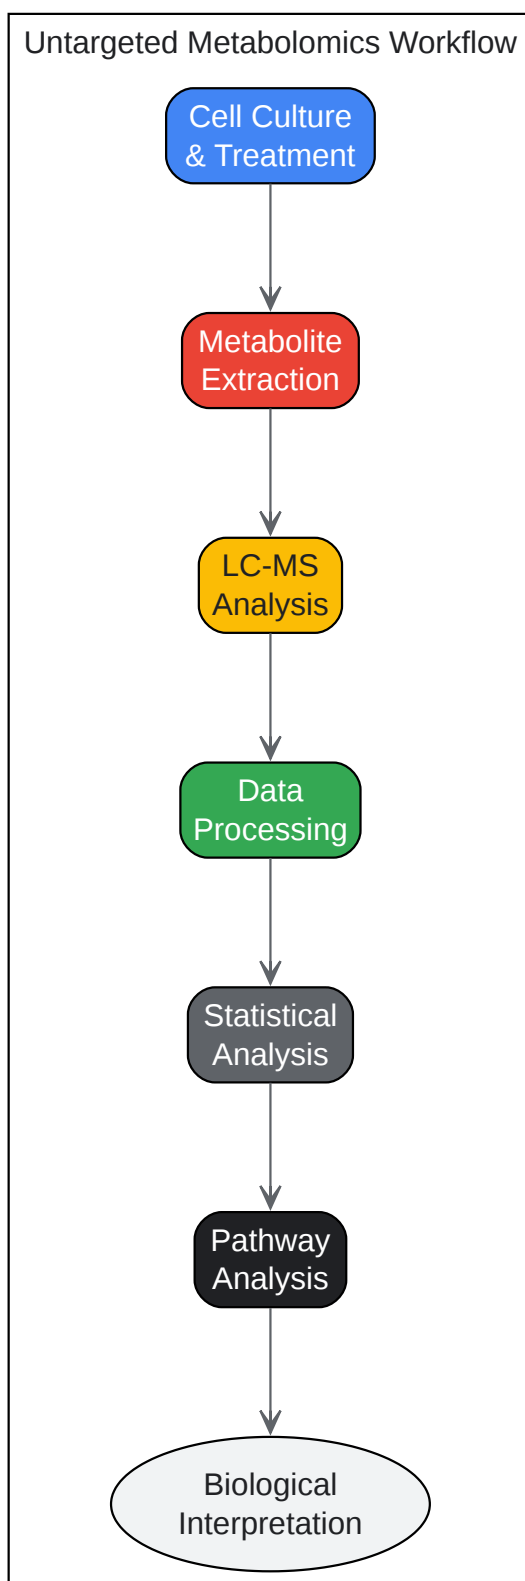 Untargeted Metabolomics Workflow
Cell Culture
& Treatment
Metabolite
Extraction
LC-MS
Analysis
Data
Processing
Statistical
Analysis
Pathway
Analysis
Biological
Interpretation